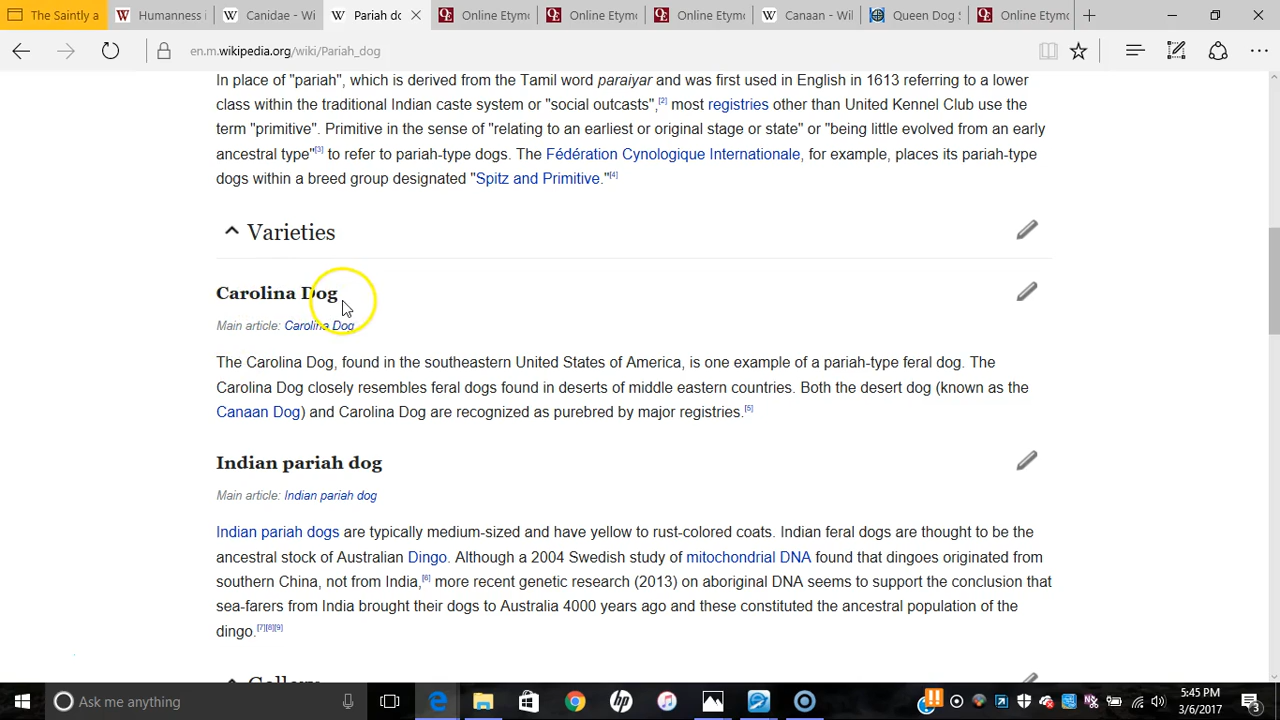 The Saintly a
Humanness i
Canidae - Wi
Pariah do
Online Etymo
Online Etymo
Online Etymo
Canaan - Wil
Queen Dog S
Online Etymo
en.m.wikipedia.org/wiki/Pariah_dog
In place of "pariah", which is derived from the Tamil word paraiyar and was first used in English in 1613 referring to a lower
class within the traditional Indian caste system or "social outcasts",[2] most registries other than United Kennel Club use the
term "primitive". Primitive in the sense of "relating to an earliest or original stage or state" or "being little evolved from an early
ancestral type"[3] to refer to pariah-type dogs. The Fédération Cynologique Internationale, for example, places its pariah-type
dogs within a breed group designated "Spitz and Primitive."[4]
Varieties
Carolina Dog
Main article: Carolina Dog
The Carolina Dog, found in the southeastern United States of America, is one example of a pariah-type feral dog. The
Carolina Dog closely resembles feral dogs found in deserts of middle eastern countries. Both the desert dog (known as the
Canaan Dog) and Carolina Dog are recognized as purebred by major registries.[5]
Indian pariah dog
Main article: Indian pariah dog
Indian pariah dogs are typically medium-sized and have yellow to rust-colored coats. Indian feral dogs are thought to be the
ancestral stock of Australian Dingo. Although a 2004 Swedish study of mitochondrial DNA found that dingoes originated from
southern China, not from India,[6] more recent genetic research (2013) on aboriginal DNA seems to support the conclusion that
sea-farers from India brought their dogs to Australia 4000 years ago and these constituted the ancestral population of the
dingo.[7][8][9]
Gallery
Ask me anything
5:45 PM
3/6/2017